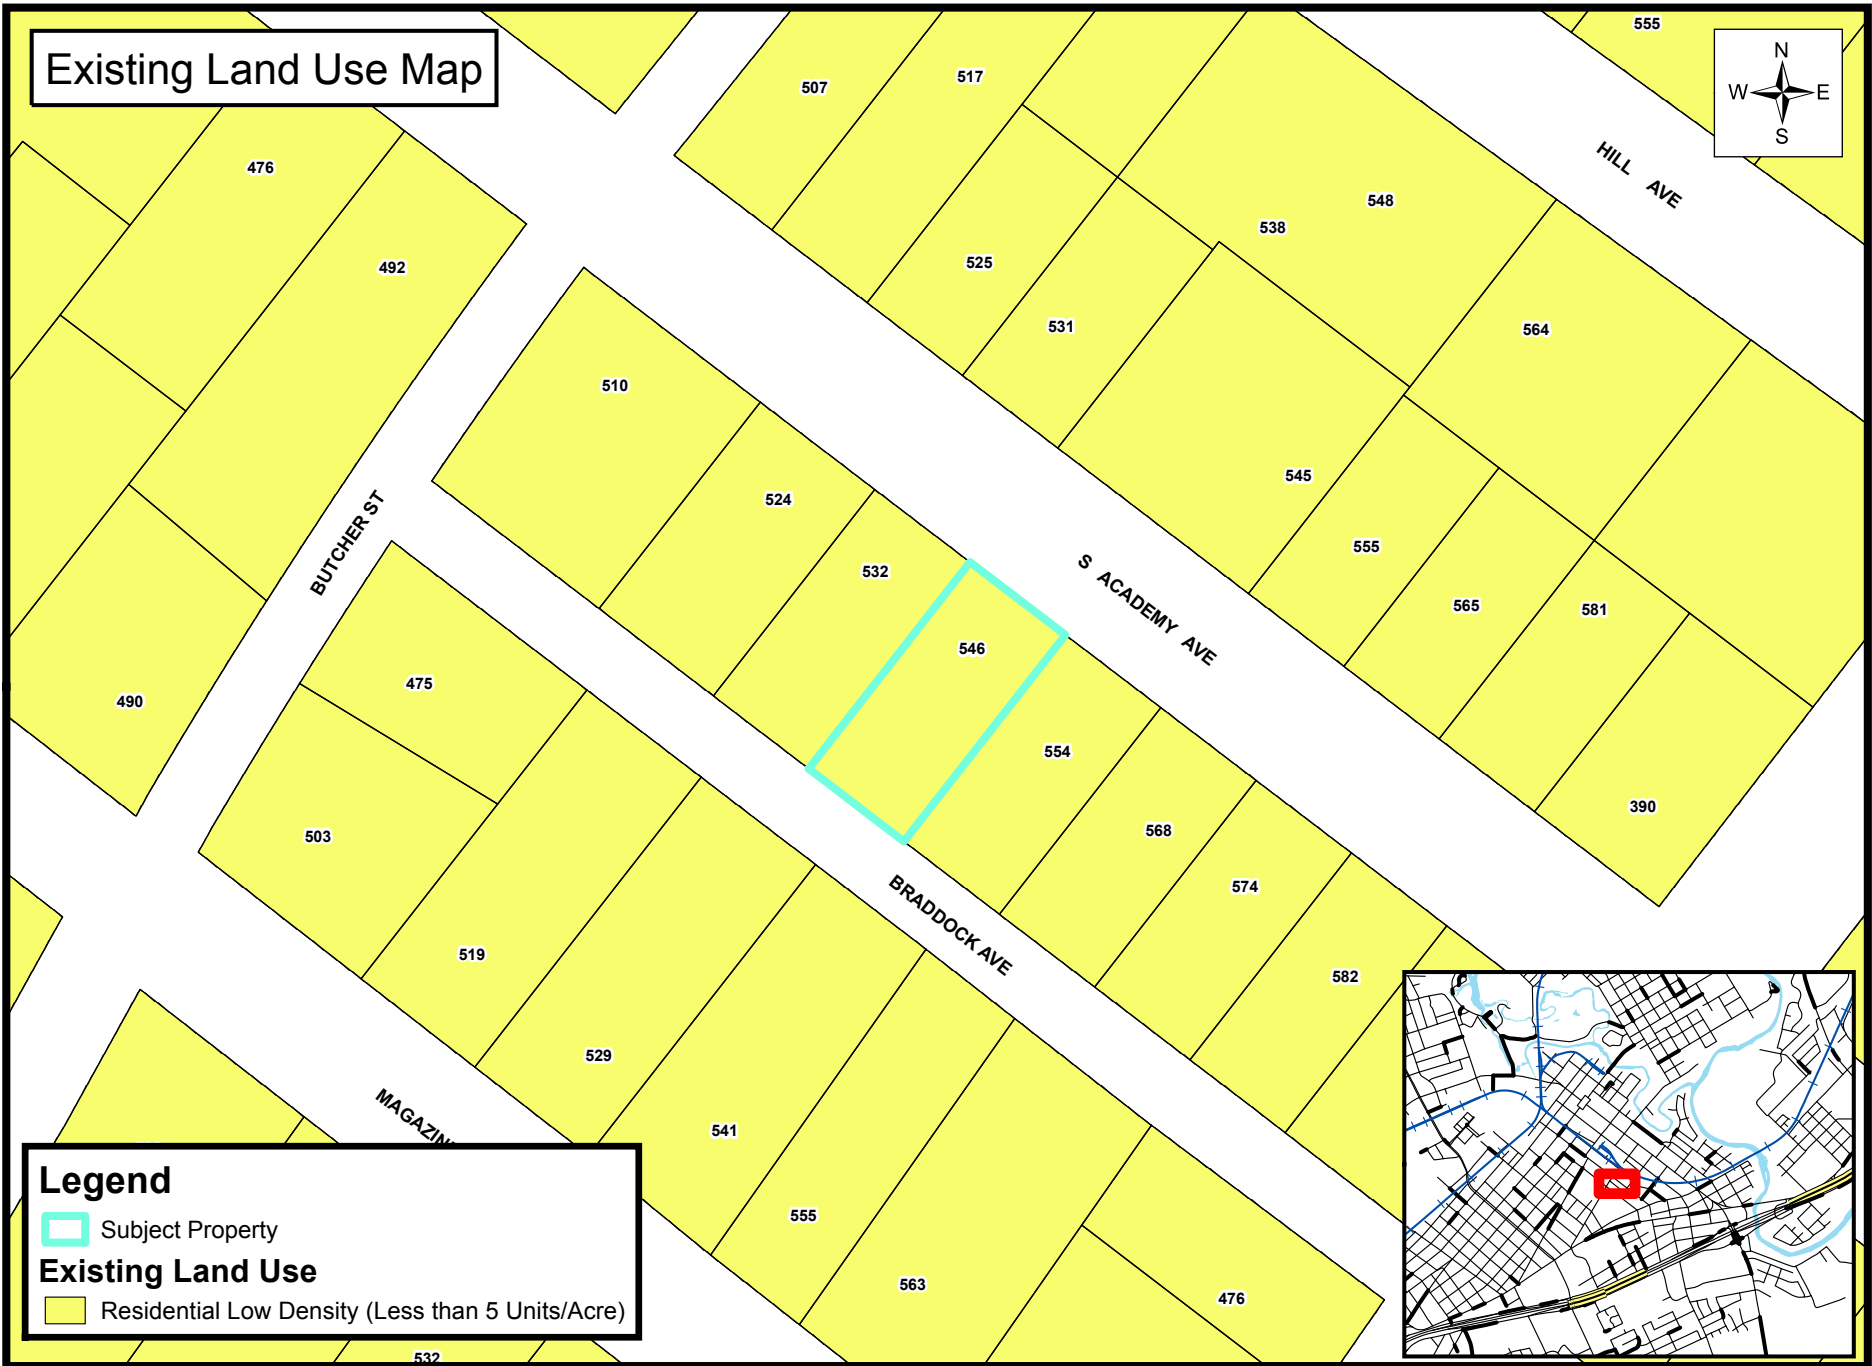 Existing Land Use Map
555
N
W E
S
507
517
HILL AVE
476
548
538
492
525
531
564
510
545
524
555
532
S ACADEMY AVE
565
581
BUTCHER ST
546
475
490
554
390
568
503
574
BRADDOCK AVE
519
582
529
541
555
563
476
532
Legend
Subject Property
Existing Land Use
Residential Low Density (Less than 5 Units/Acre)